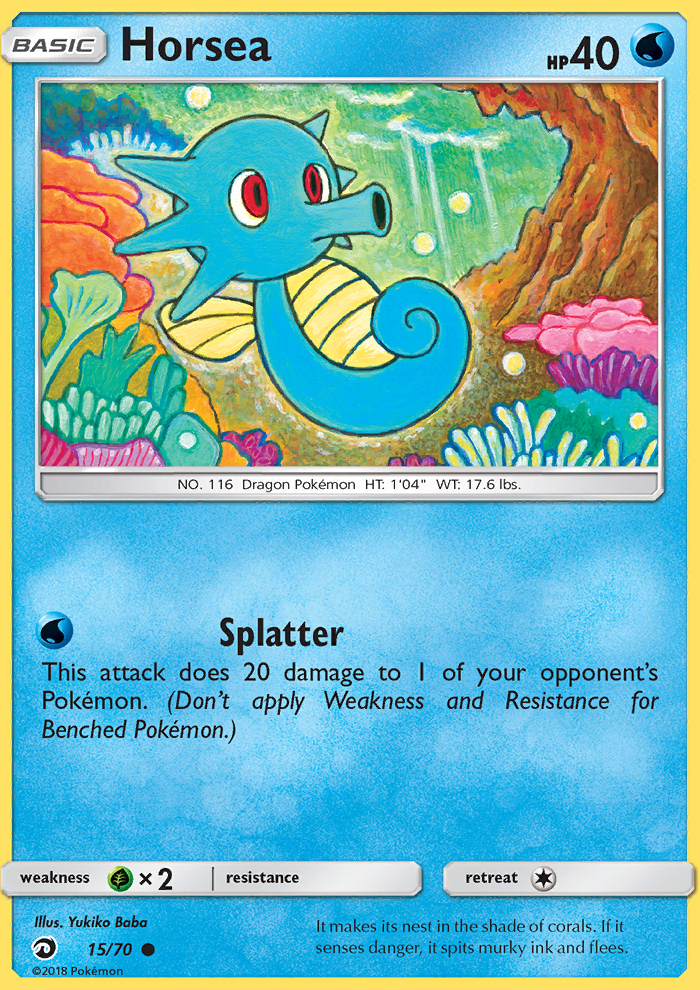 BASIC Horsea HP40
NO. 116 Dragon Pokémon HT: 1'04" WT: 17.6 lbs.
Splatter
This attack does 20 damage to 1 of your opponent's
Pokémon. (Don't apply Weakness and Resistance for
Benched Pokémon.)
weakness ×2 resistance retreat
Illus. Yukiko Baba
15/70
©2018 Pokémon
It makes its nest in the shade of corals. If it
senses danger, it spits murky ink and flees.